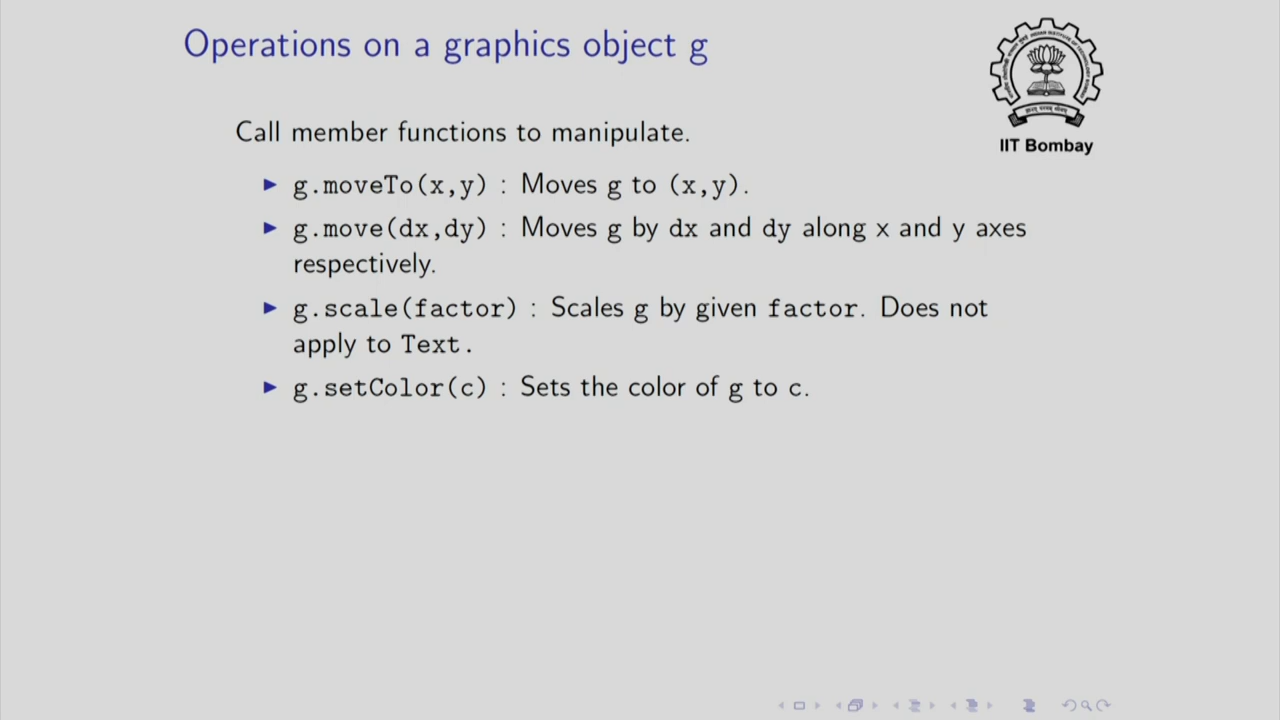 Operations on a graphics object g
Call member functions to manipulate.
g.moveTo(x,y) : Moves g to (x,y).
g.move(dx,dy) : Moves g by dx and dy along x and y axes
respectively.
g.scale(factor) : Scales g by given factor. Does not
apply to Text.
g.setColor(c) : Sets the color of g to c.
IIT Bombay